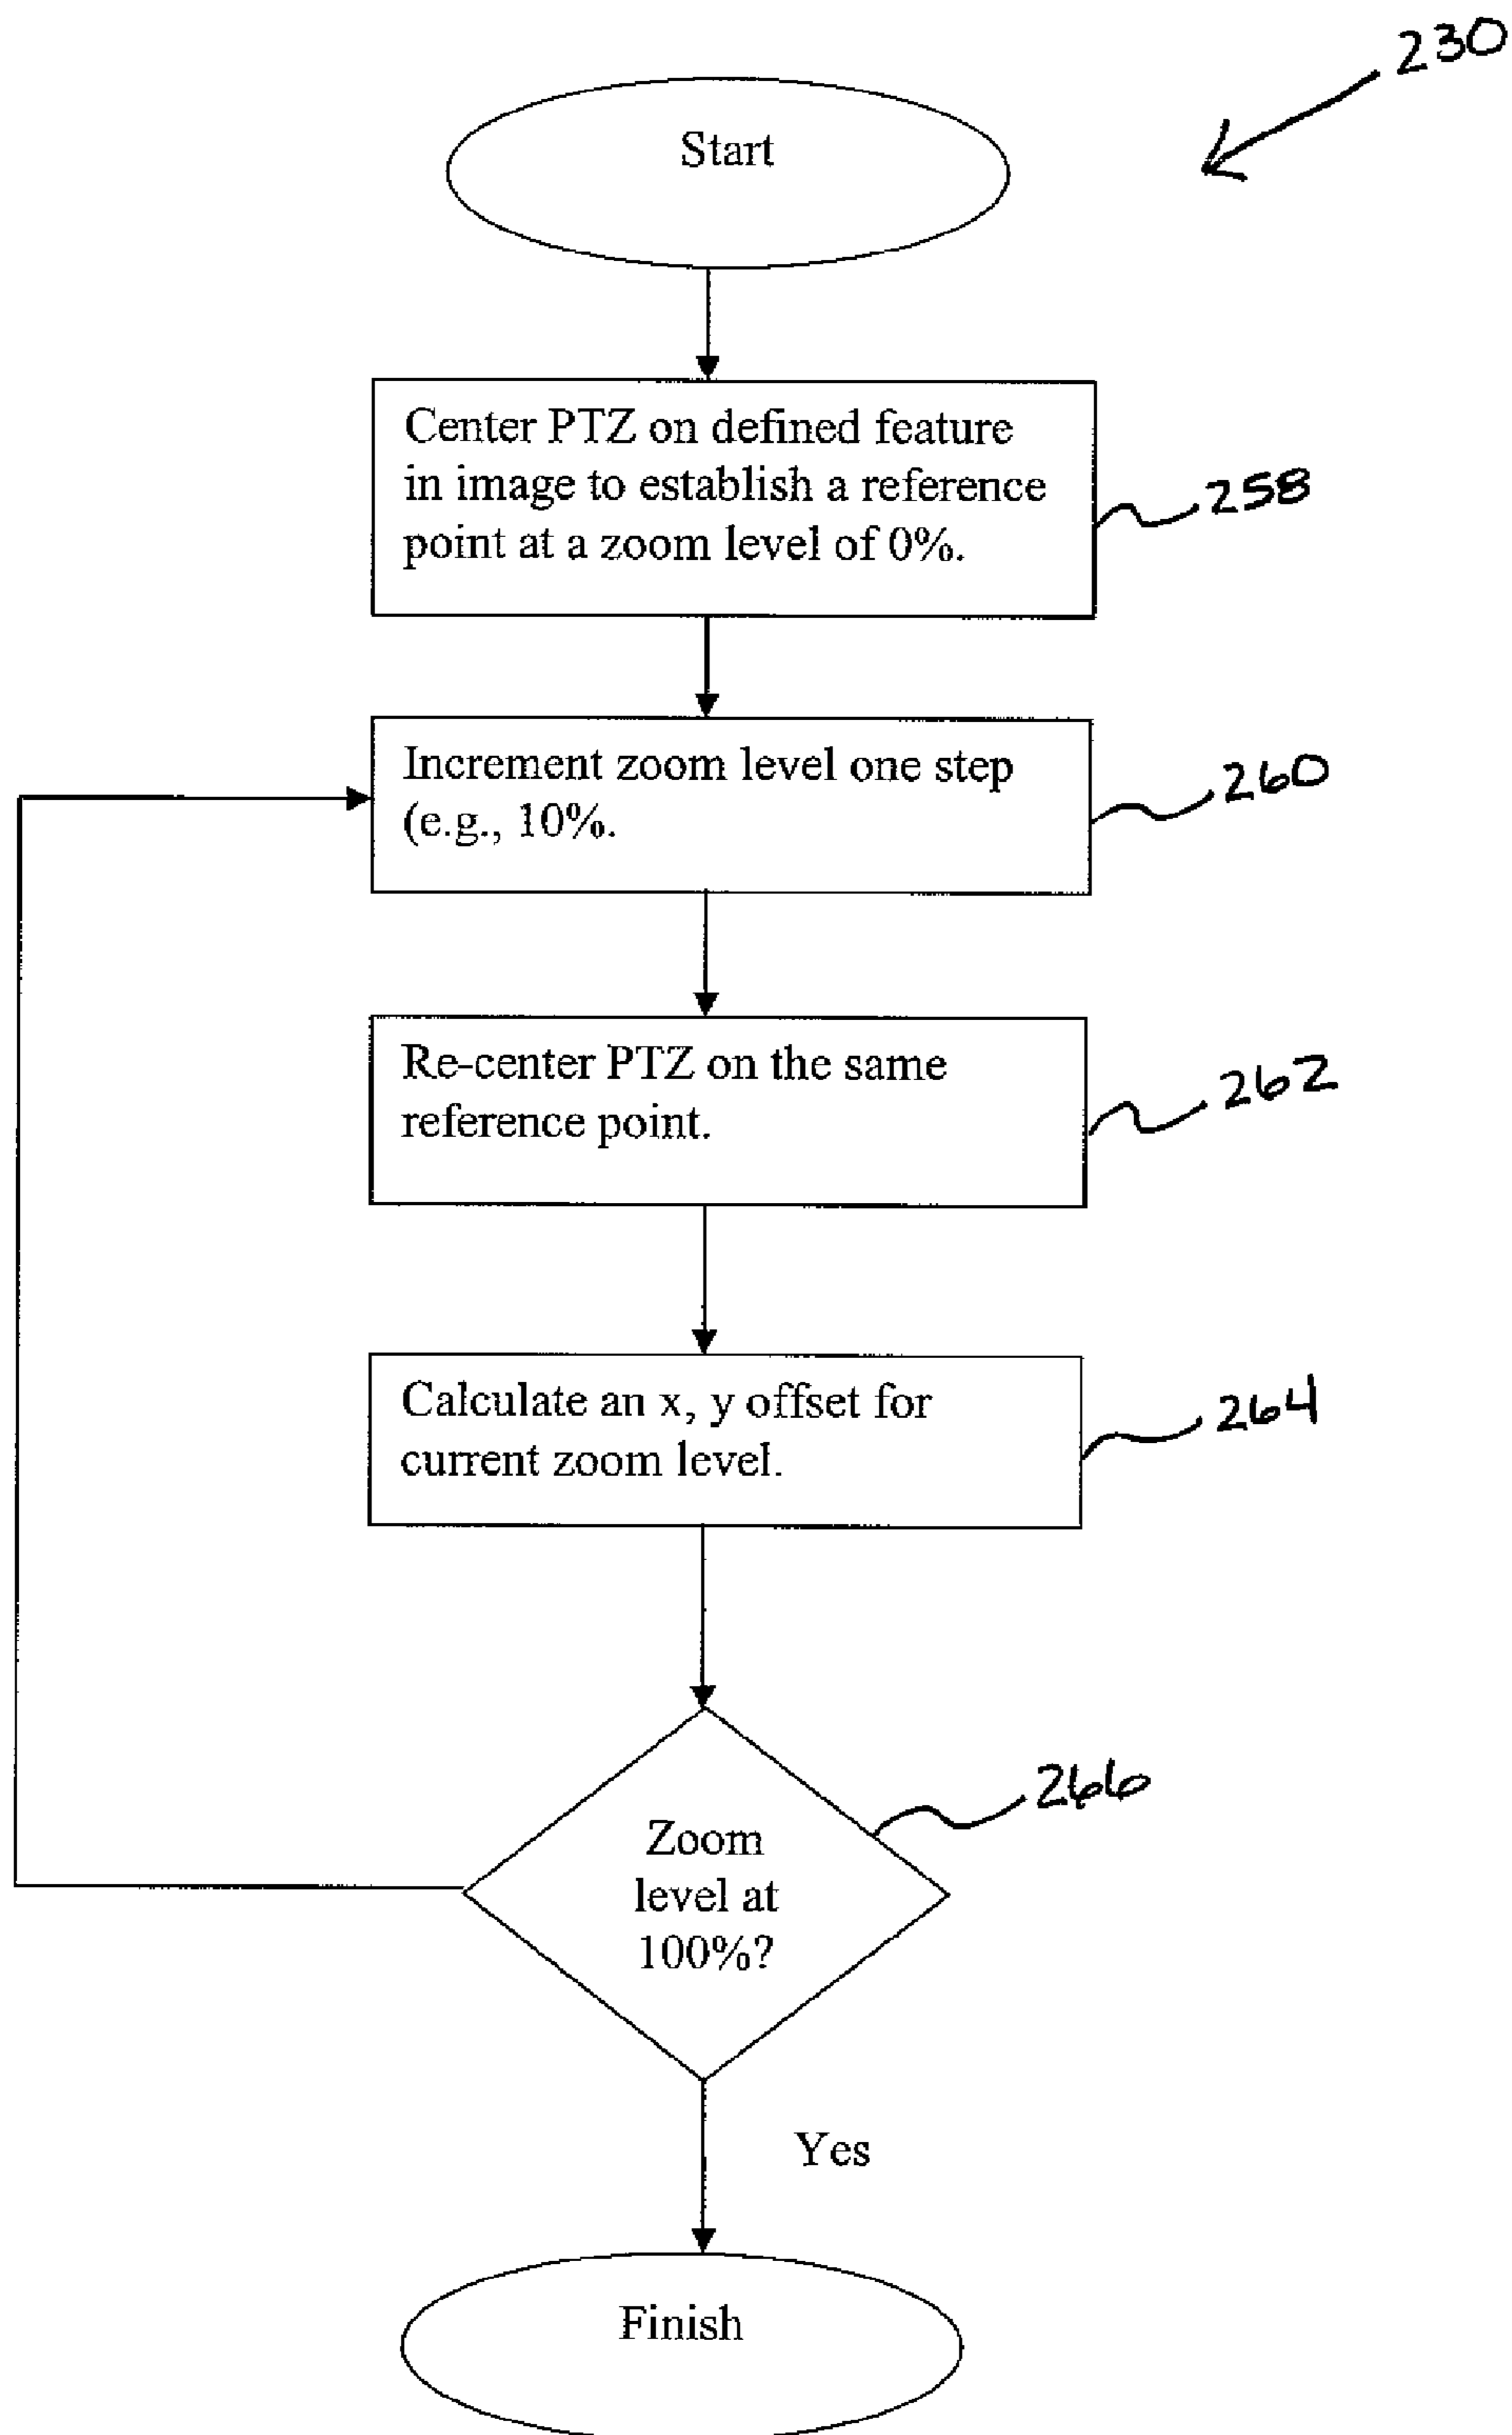 230
Start
Center PTZ on defined feature
in image to establish a reference
point at a zoom level of 0%.
258
Increment zoom level one step
(e.g., 10%.
260
Re-center PTZ on the same
reference point.
262
Calculate an x, y offset for
current zoom level.
264
Zoom
level at
100%?
266
Yes
Finish